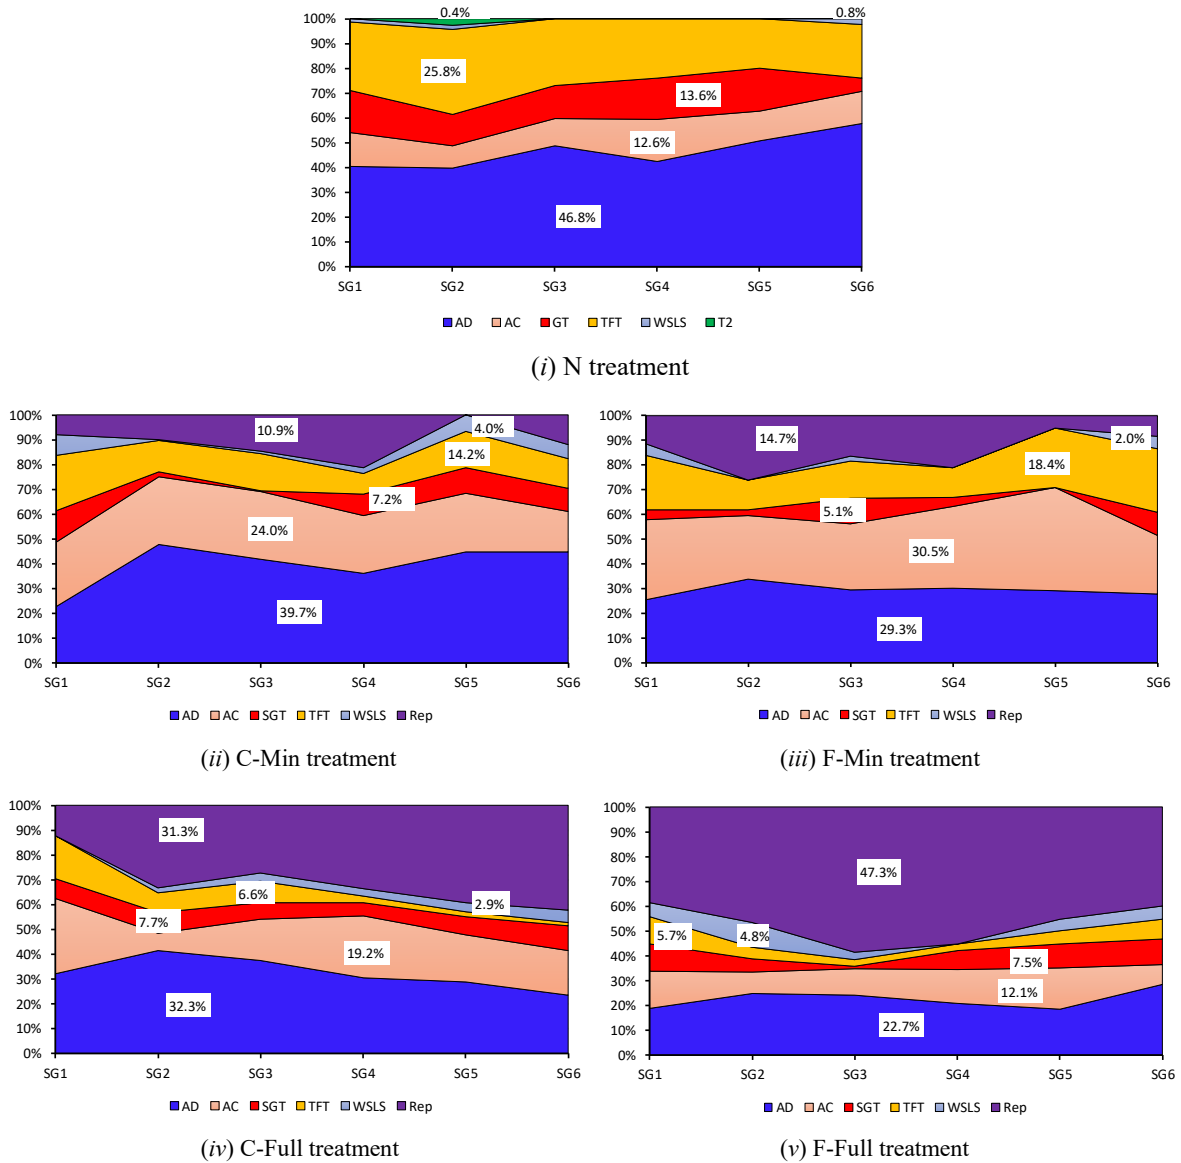 100% 0.4% 0.8%
90%
80% 25.8%
70% 13.6%
60%
50% 12.6%
40%
30%
20% 46.8%
10%
0%
SG1 SG2 SG3 SG4 SG5 SG6
AD AC GT TFT WSLS T2
(i) N treatment
100%
90% 10.9% 4.0%
80% 14.2%
70% 7.2%
60%
50% 24.0%
40%
30%
20% 39.7%
10%
0%
SG1 SG2 SG3 SG4 SG5 SG6
AD AC SGT TFT WSLS Rep
(ii) C-Min treatment
100%
90% 14.7% 2.0%
80% 18.4%
70%
60% 5.1%
50% 30.5%
40%
30%
20% 29.3%
10%
0%
SG1 SG2 SG3 SG4 SG5 SG6
AD AC SGT TFT WSLS Rep
(iii) F-Min treatment
100%
90% 31.3%
80%
70% 6.6%
60% 2.9%
50% 7.7%
40% 19.2%
30%
20% 32.3%
10%
0%
SG1 SG2 SG3 SG4 SG5 SG6
AD AC SGT TFT WSLS Rep
(iv) C-Full treatment
100%
90%
80% 47.3%
70%
60%
50% 5.7% 4.8%
40% 7.5%
30% 12.1%
20%
10% 22.7%
0%
SG1 SG2 SG3 SG4 SG5 SG6
AD AC SGT TFT WSLS Rep
(v) F-Full treatment